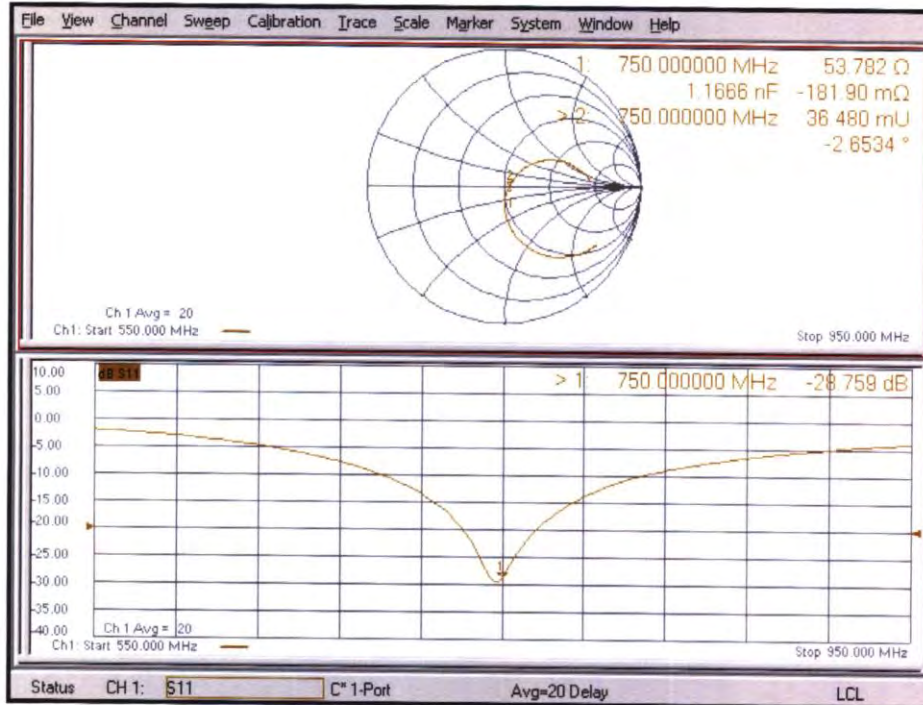 File View Channel Sweep Calibration Trace Scale Marker System Window Help
1: 750.000000 MHz 53.782 Ω
1.1666 nF -181.90 mΩ
> 2: 750.000000 MHz 36.480 mU
-2.6534 °
Ch 1 Avg = 20
Ch1: Start 550.000 MHz
Stop 950.000 MHz
10.00
dB S11
> 1: 750.000000 MHz -28.759 dB
5.00
0.00
-5.00
-10.00
-15.00
-20.00
-25.00
1
-30.00
-35.00
-40.00
Ch 1 Avg = 20
Ch1: Start 550.000 MHz
Stop 950.000 MHz
Status CH 1: S11 C* 1-Port Avg=20 Delay LCL